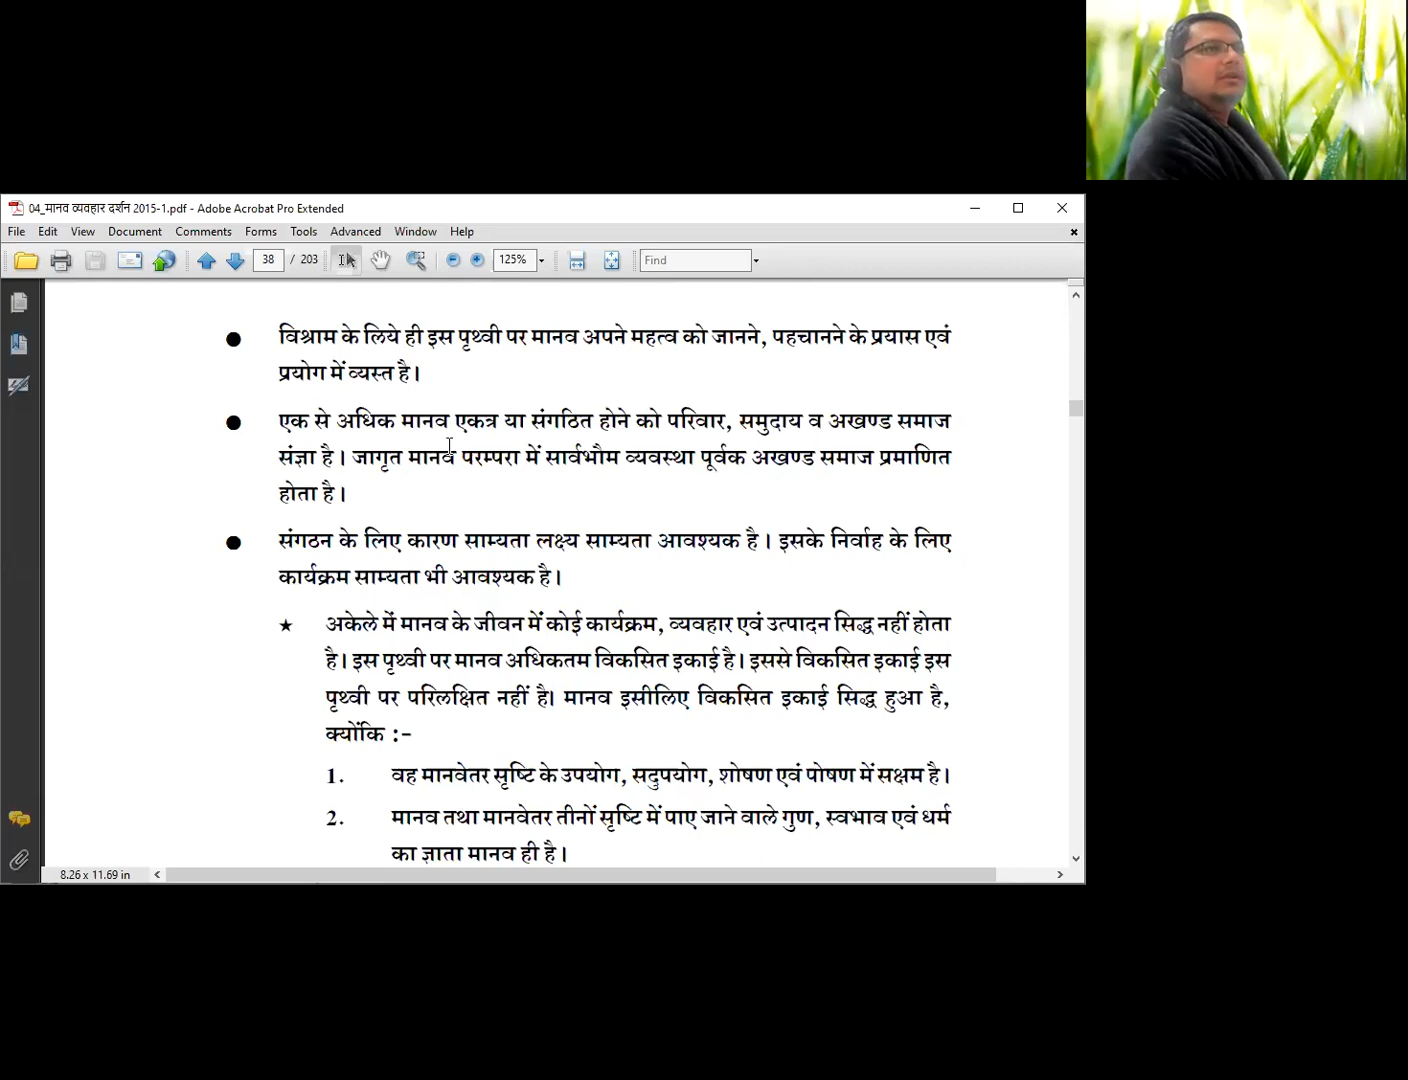 04_मानव व्यवहार दर्शन 2015-1.pdf - Adobe Acrobat Pro Extended
File Edit View Document Comments Forms Tools Advanced Window Help
38 / 203 125% Find
● विश्राम के लिये ही इस पृथ्वी पर मानव अपने महत्व को जानने, पहचानने के प्रयास एवं
प्रयोग में व्यस्त है।
● एक से अधिक मानव एकत्र या संगठित होने को परिवार, समुदाय व अखण्ड समाज
संज्ञा है। जागृत मानव परम्परा में सार्वभौम व्यवस्था पूर्वक अखण्ड समाज प्रमाणित
होता है।
● संगठन के लिए कारण साम्यता लक्ष्य साम्यता आवश्यक है। इसके निर्वाह के लिए
कार्यक्रम साम्यता भी आवश्यक है।
★ अकेले में मानव के जीवन में कोई कार्यक्रम, व्यवहार एवं उत्पादन सिद्ध नहीं होता
है। इस पृथ्वी पर मानव अधिकतम विकसित इकाई है। इससे विकसित इकाई इस
पृथ्वी पर परिलक्षित नहीं है। मानव इसीलिए विकसित इकाई सिद्ध हुआ है,
क्योंकि :-
1. वह मानवेतर सृष्टि के उपयोग, सदुपयोग, शोषण एवं पोषण में सक्षम है।
2. मानव तथा मानवेतर तीनों सृष्टि में पाए जाने वाले गुण, स्वभाव एवं धर्म
का ज्ञाता मानव ही है।
8.26 x 11.69 in